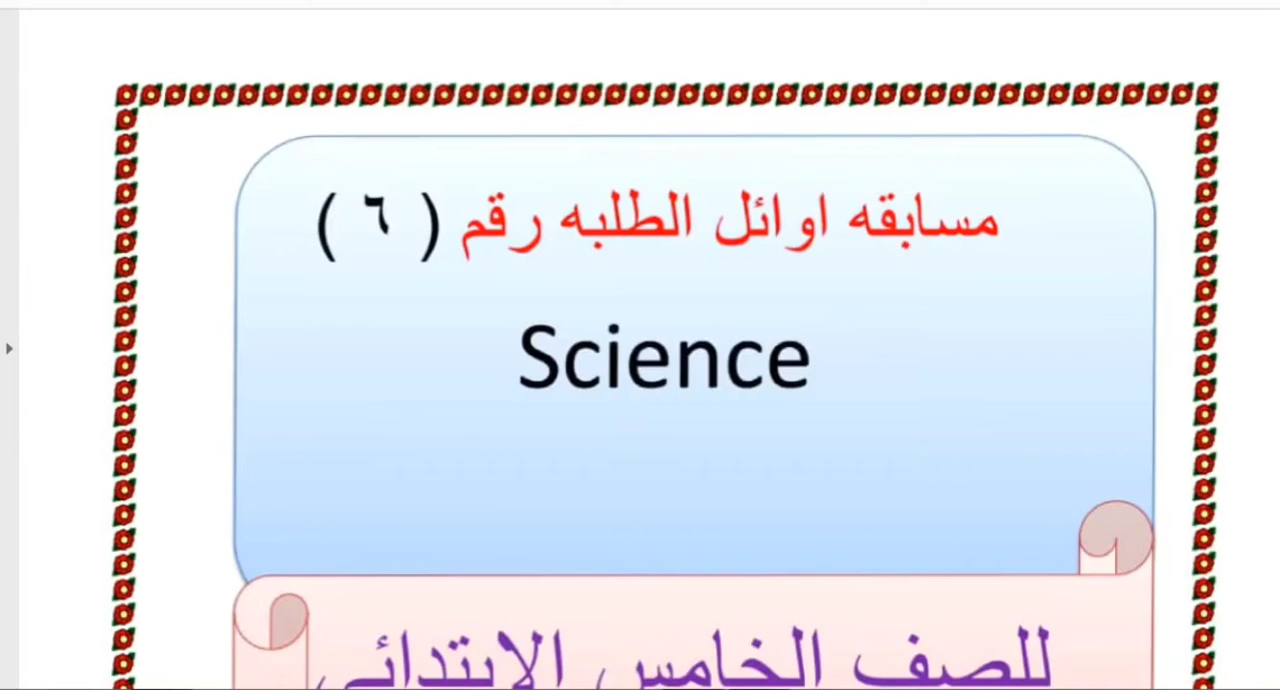 مسابقه اوائل الطلبه رقم ( ٦ )
Science
للصف الخامس الابتدائي